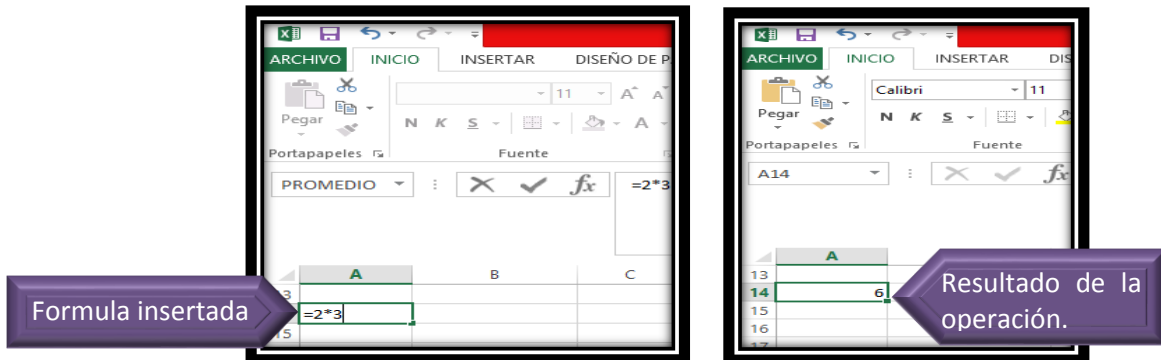 ARCHIVO INICIO INSERTAR DISEÑO DE P
11 A A
Pegar
N K S A
Portapapeles Fuente
PROMEDIO fx =2*3
A B C
3
=2*3
15
Formula insertada
ARCHIVO INICIO INSERTAR DIS
Calibri 11
Pegar
N K S
Portapapeles Fuente
A14 fx
A
13
14 6
15
16
17
Resultado de la
operación.